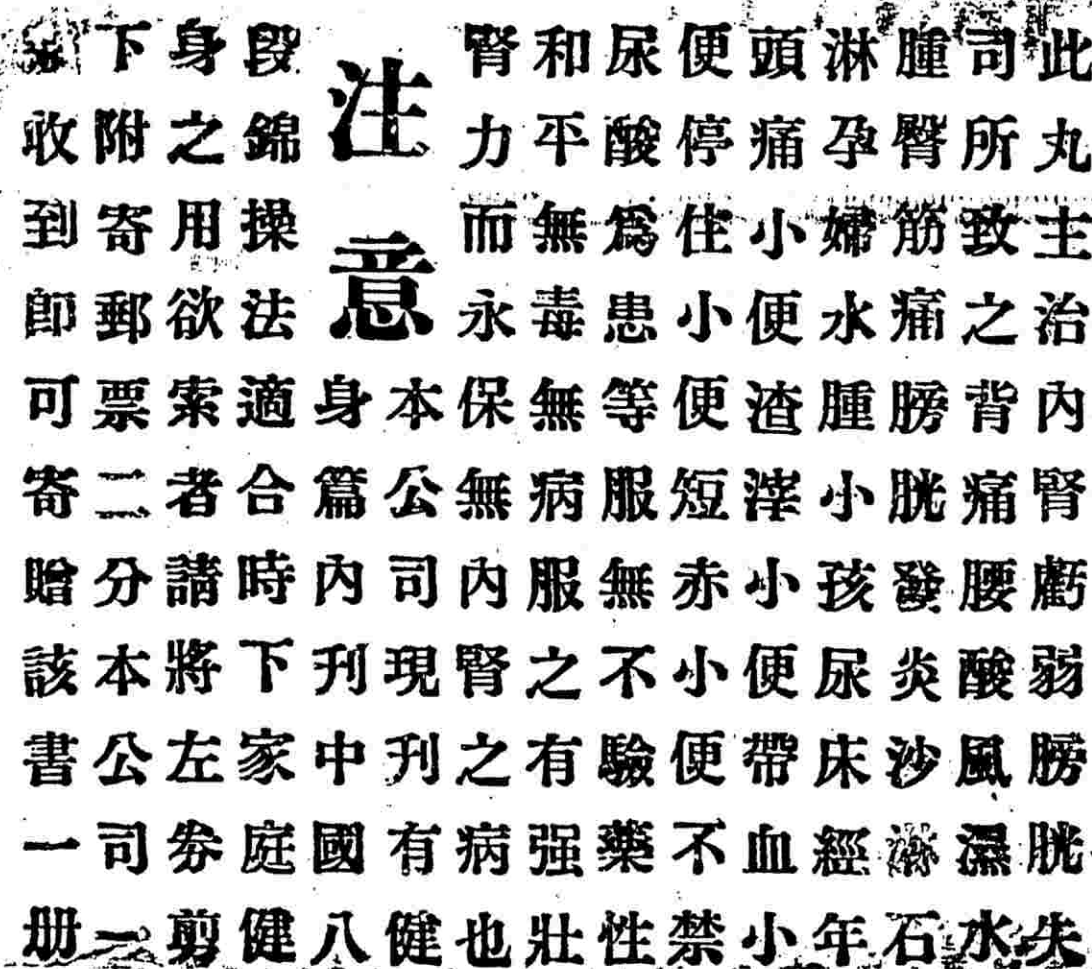 此丸主治內腎虧弱膀胱失
司所致之背痛腰酸風濕水
腫臀筋痛膀胱發炎沙淋石
淋孕婦水腫小孩尿床經年
頭痛小便渣滓小便帶血小
便停住小便短赤小便不禁
尿酸為患等服無不驗藥性
和平無毒無病服之有强壯
腎力而永保無內腎之病也
注意
本公司現刊有健
身篇內刊中國八
段錦操法適合時下家庭健
身之用欲索者請將左劵剪
下附寄郵票二分本公司一
收到即可寄贈該書一册